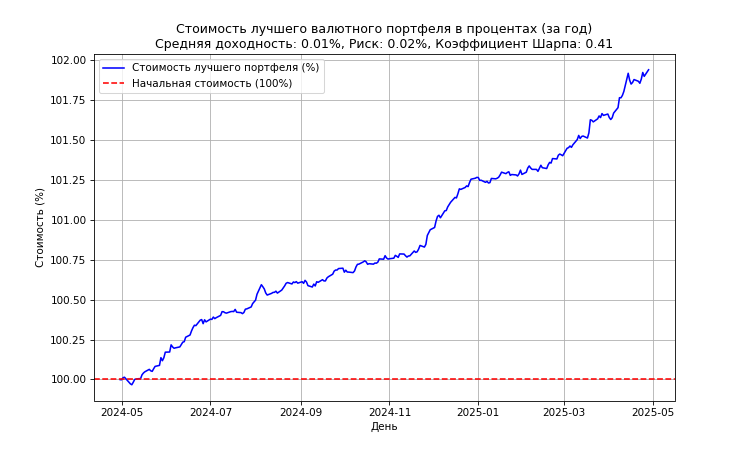 Стоимость лучшего валютного портфеля в процентах (за год)
Средняя доходность: 0.01%, Риск: 0.02%, Коэффициент Шарпа: 0.41
Стоимость лучшего портфеля (%)
Начальная стоимость (100%)
Стоимость (%)
102.00
101.75
101.50
101.25
101.00
100.75
100.50
100.25
100.00
2024-05 2024-07 2024-09 2024-11 2025-01 2025-03 2025-05
День